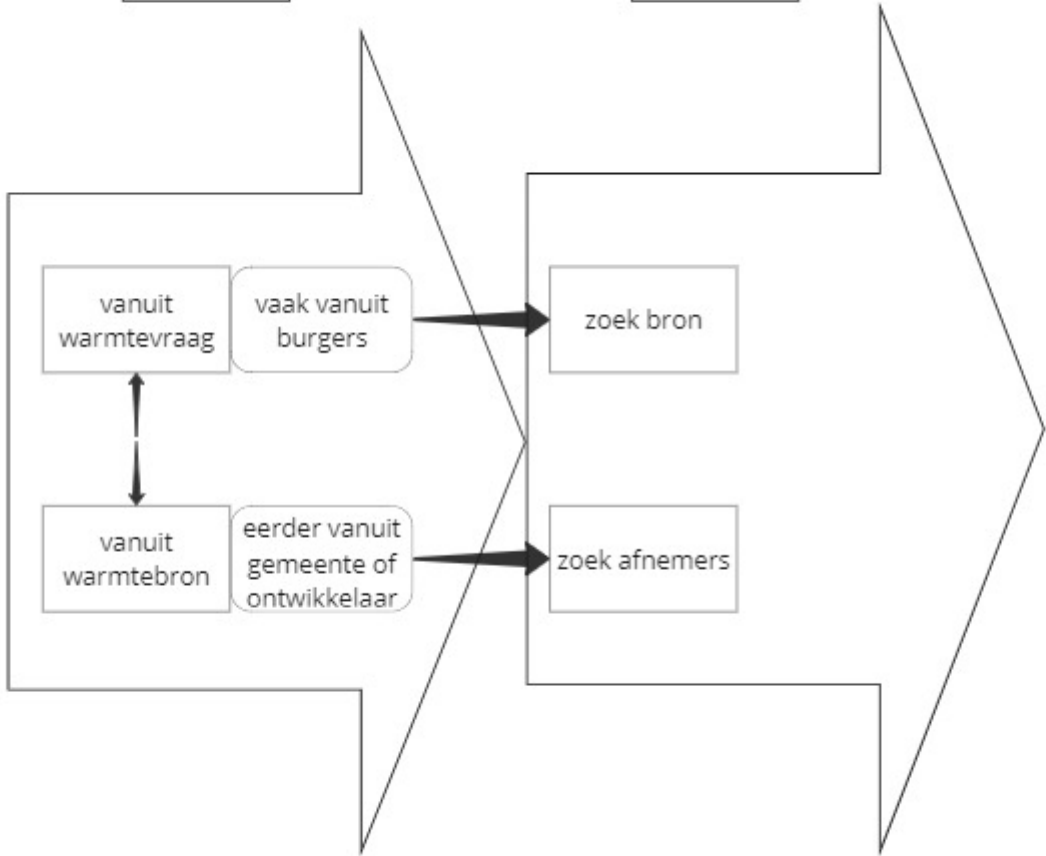 vanuit
warmtevraag
vaak vanuit
burgers
zoek bron
vanuit
warmtebron
eerder vanuit
gemeente of
ontwikkelaar
zoek afnemers